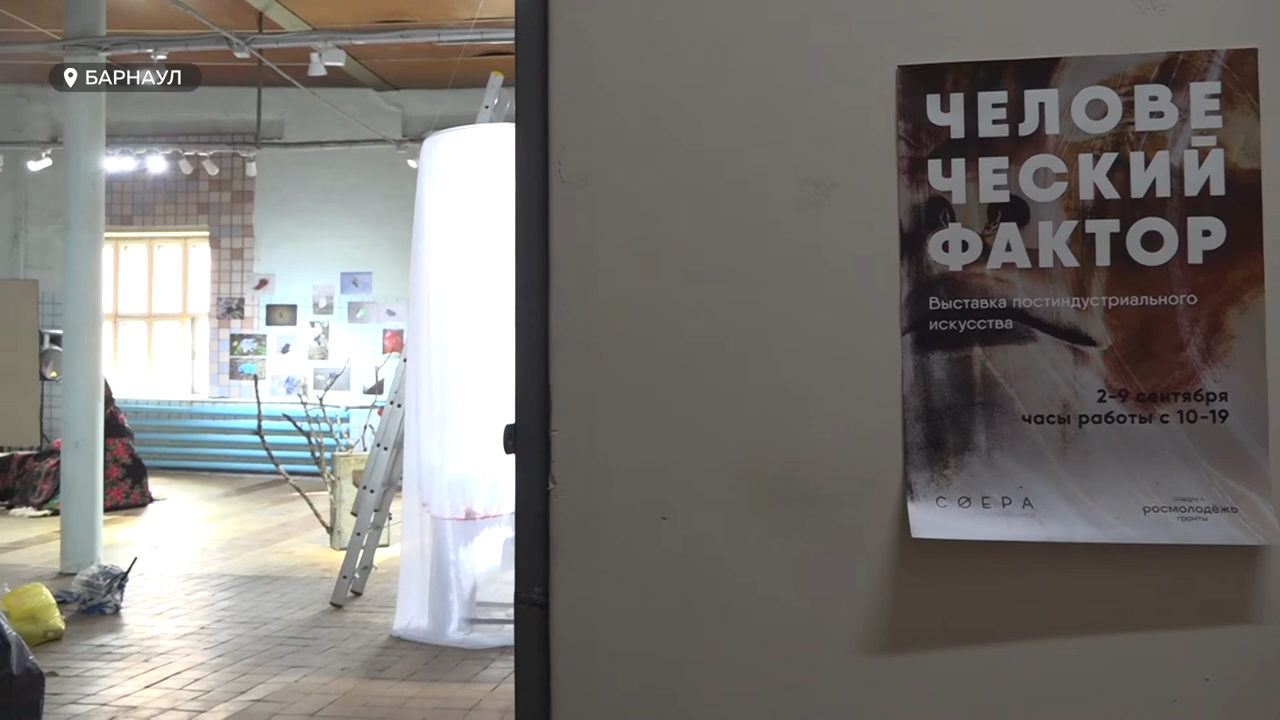 БАРНАУЛ
ЧЕЛОВЕ
ЧЕСКИЙ
ФАКТОР
Выставка постиндустриального
искусства
2-9 сентября
часы работы с 10-19
СФЕРА
росмолодёжь
гранты